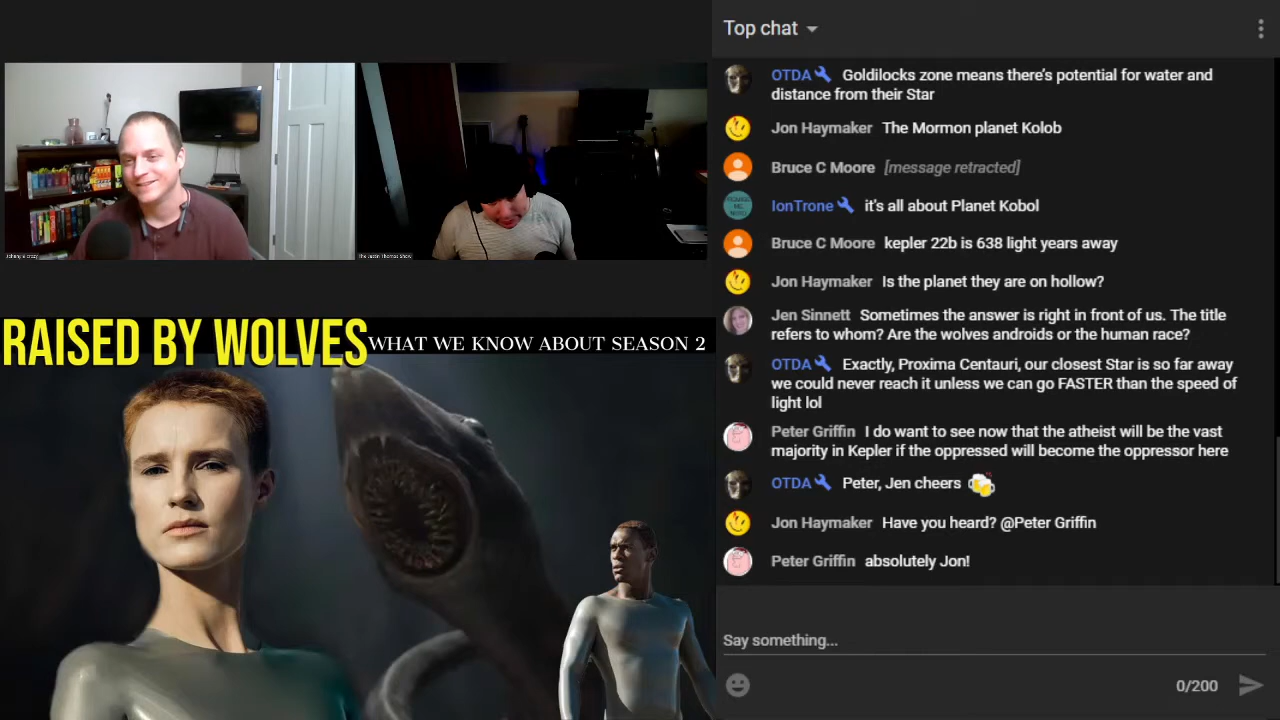 Top chat
OTDA Goldilocks zone means there's potential for water and
distance from their Star
Jon Haymaker The Mormon planet Kolob
Bruce C Moore [message retracted]
IonTrone it's all about Planet Kobol
Bruce C Moore kepler 22b is 638 light years away
Jon Haymaker Is the planet they are on hollow?
Jen Sinnett Sometimes the answer is right in front of us. The title
refers to whom? Are the wolves androids or the human race?
OTDA Exactly, Proxima Centauri, our closest Star is so far away
we could never reach it unless we can go FASTER than the speed of
light lol
Peter Griffin I do want to see now that the atheist will be the vast
majority in Kepler if the oppressed will become the oppressor here
OTDA Peter, Jen cheers
Jon Haymaker Have you heard? @Peter Griffin
Peter Griffin absolutely Jon!
Say something...
0/200
The Justin Thomas Show
RAISED BY WOLVES WHAT WE KNOW ABOUT SEASON 2